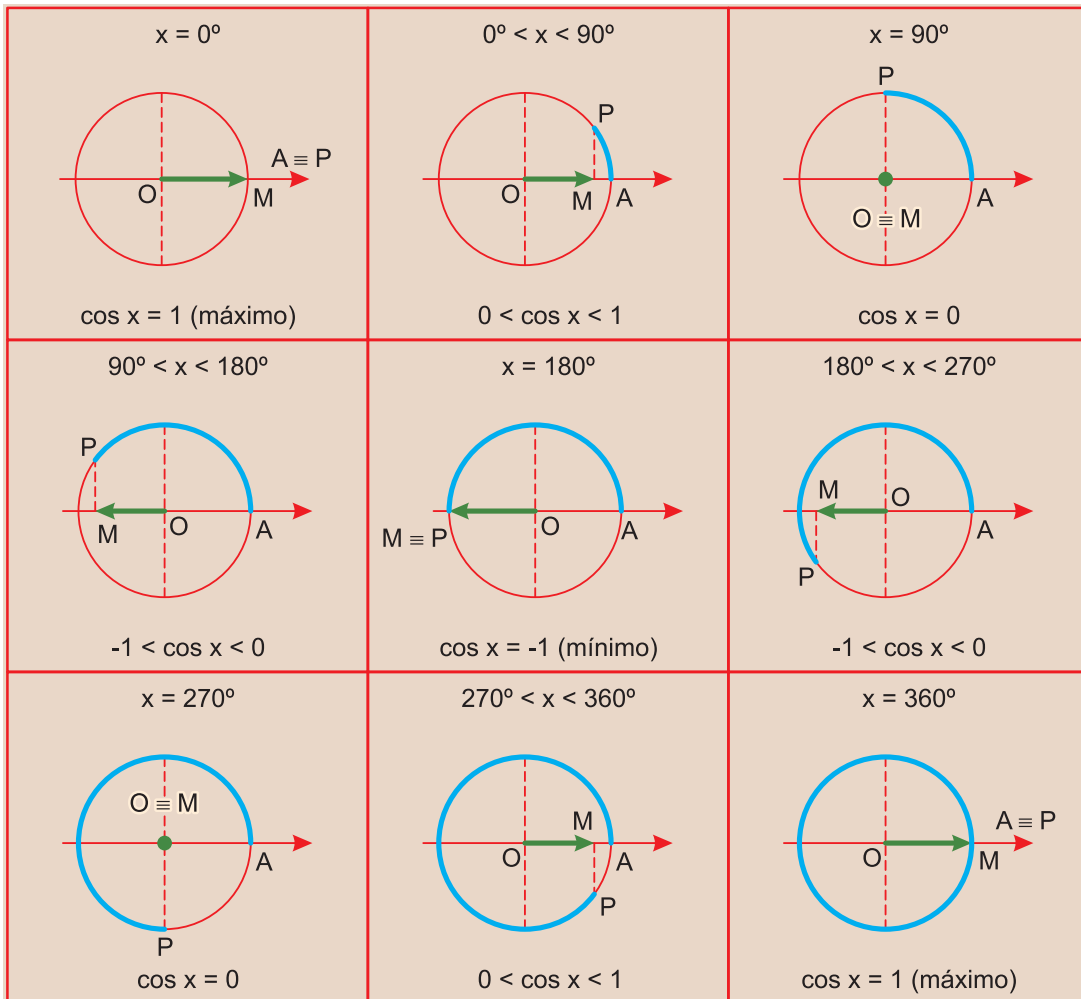 x = 0º
A ≡ P
O
M
cos x = 1 (máximo)
0º < x < 90º
P
O
M
A
0 < cos x < 1
x = 90º
P
A
O ≡ M
cos x = 0
90º < x < 180º
P
M
O
A
-1 < cos x < 0
x = 180º
M ≡ P
O
A
cos x = -1 (mínimo)
180º < x < 270º
M
O
A
P
-1 < cos x < 0
x = 270º
O ≡ M
A
P
cos x = 0
270º < x < 360º
M
O
A
P
0 < cos x < 1
x = 360º
A ≡ P
O
M
cos x = 1 (máximo)